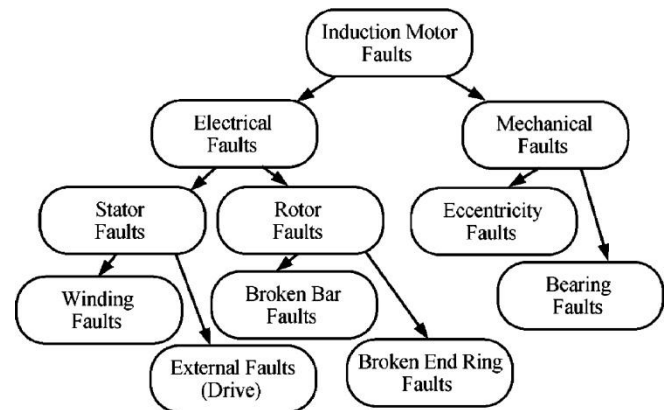 Induction Motor
Faults
Electrical
Faults
Mechanical
Faults
Stator
Faults
Rotor
Faults
Eccentricity
Faults
Winding
Faults
Broken Bar
Faults
Bearing
Faults
External Faults
(Drive)
Broken End Ring
Faults